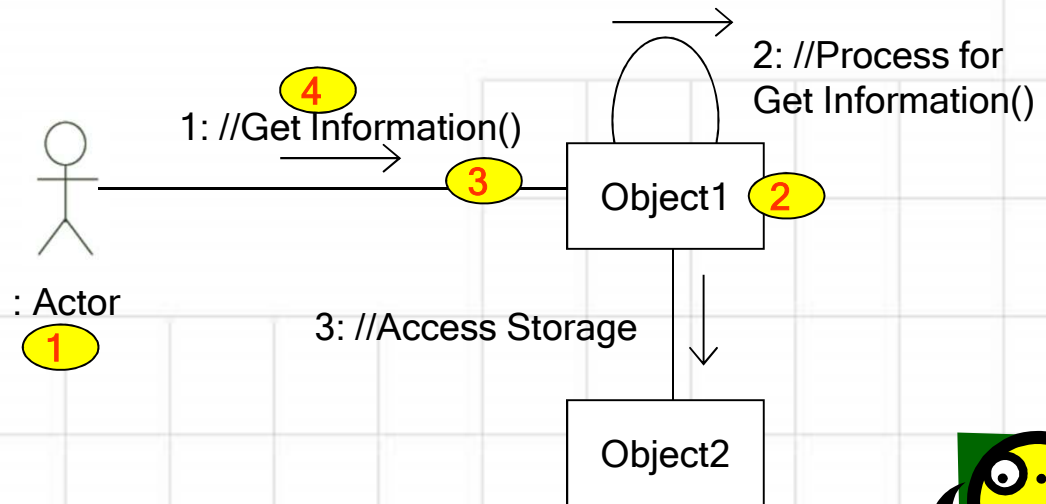 2: //Process for
Get Information()
4
1: //Get Information()
3
Object1
2
: Actor
1
3: //Access Storage
Object2